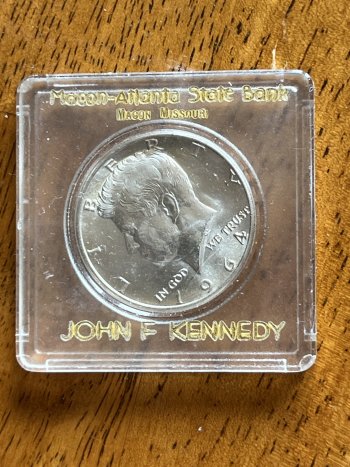 Macon-Atlanta State Bank
MACON MISSOURI
LIBERTY
IN GOD WE TRUST
1964
JOHN F KENNEDY